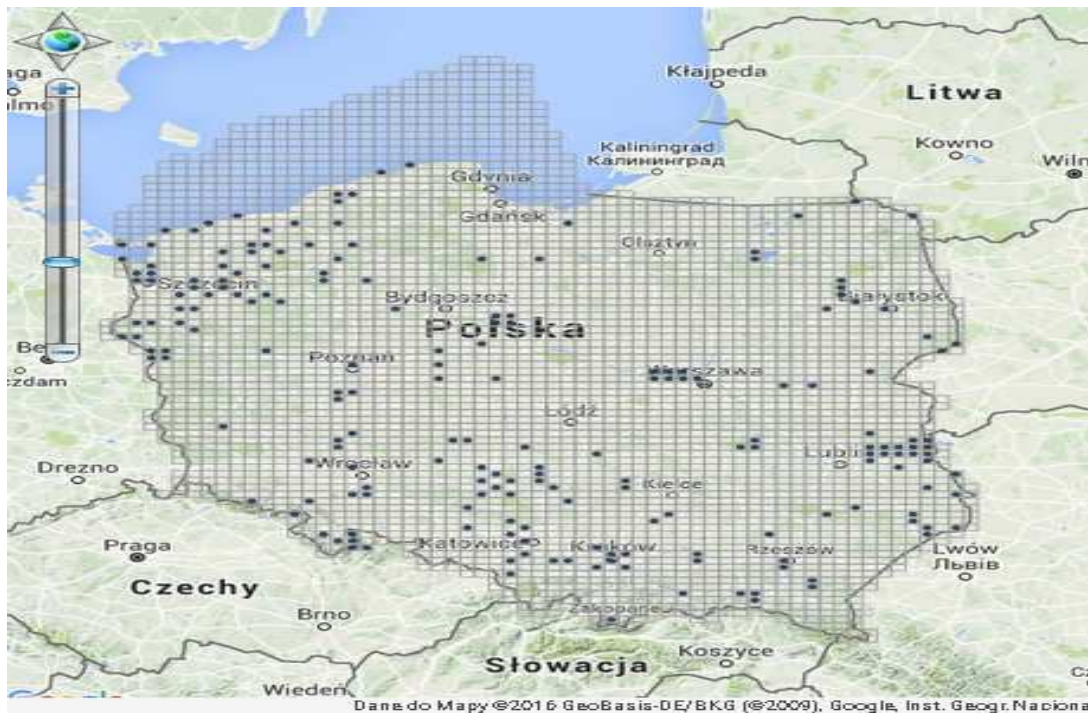 Kłajpeda
Litwa
Kaliningrad
Калининград
Kowno
Gdynia
Gdańsk
Olsztyn
Szczecin
Bydgoszcz
Białystok
Polska
Poznań
Warszawa
Łódź
Drezno
Wrocław
Lubli
Kielce
Praga
Katowice
Kraków
Rzeszów
Lwów
Львів
Czechy
Brno
Zakopane
Koszyce
Słowacja
Wiedeń
Google
Dane do Mapy ©2016 GeoBasis-DE/BKG (©2009), Google, Inst. Geogr. Naciona